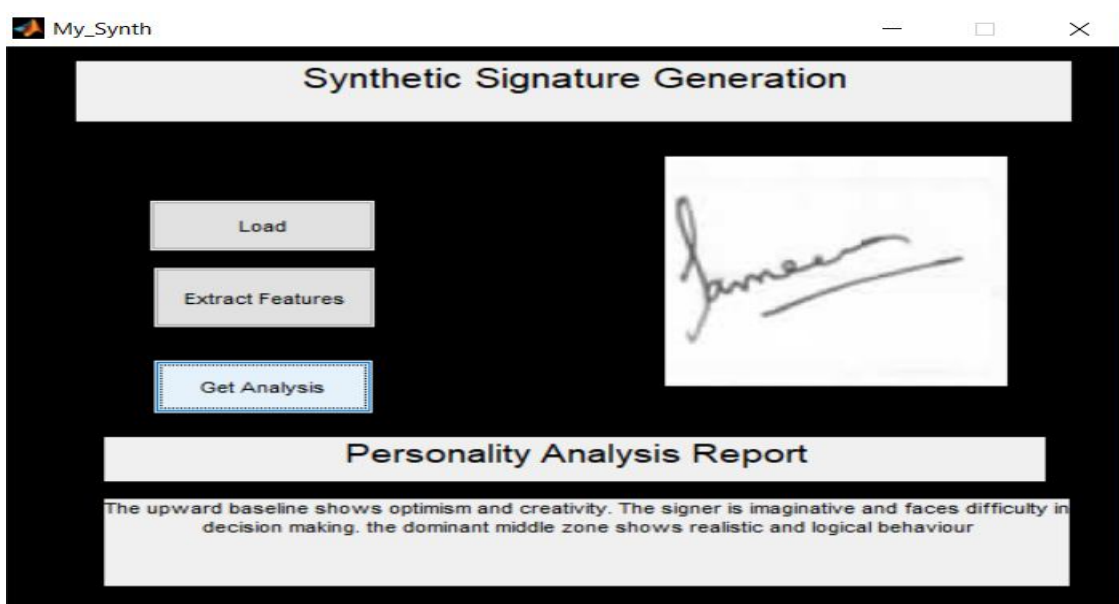 My_Synth
Synthetic Signature Generation
Load
Extract Features
Get Analysis
Sameer
Personality Analysis Report
The upward baseline shows optimism and creativity. The signer is imaginative and faces difficulty in
decision making. the dominant middle zone shows realistic and logical behaviour